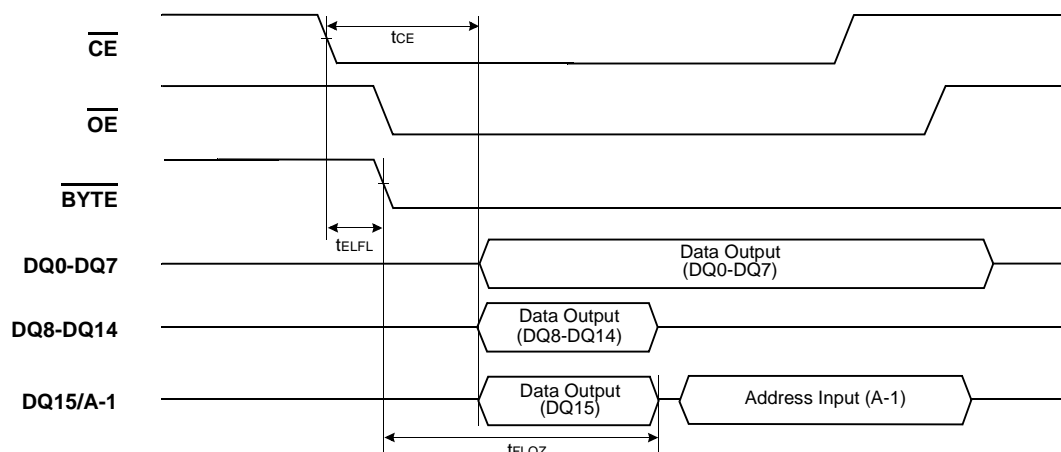 CE
tCE
OE
BYTE
tELFL
DQ0-DQ7
Data Output
(DQ0-DQ7)
DQ8-DQ14
Data Output
(DQ8-DQ14)
DQ15/A-1
Data Output
(DQ15)
Address Input (A-1)
tFLQZ